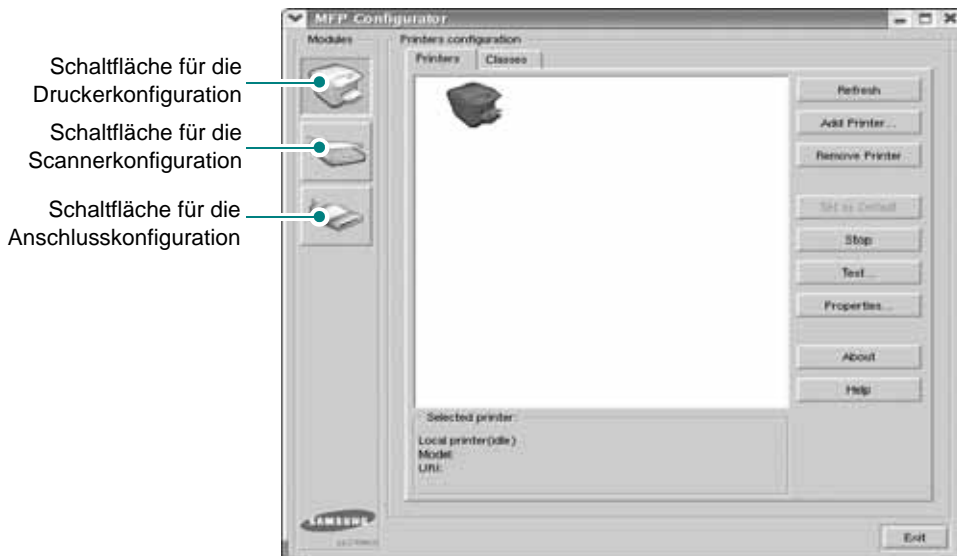 MFP Configurator
Modules
Printers configuration
Printers
Classes
Schaltfläche für die
Druckerkonfiguration
Schaltfläche für die
Scannerkonfiguration
Schaltfläche für die
Anschlusskonfiguration
Refresh
Add Printer...
Remove Printer
Set as Default
Stop
Test...
Properties...
About
Help
Selected printer:
Local printer(idle)
Model:
URI:
SAMSUNG
ELECTRONICS
Exit